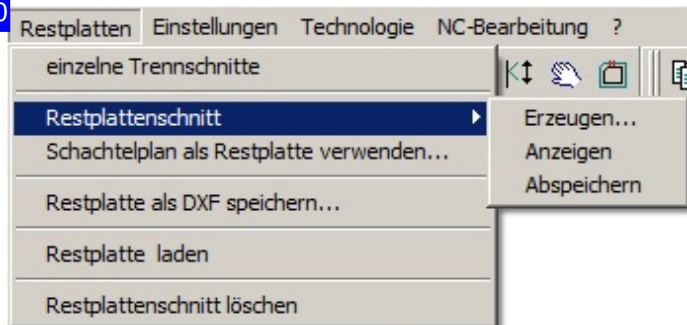 Restplatten Einstellungen Technologie NC-Bearbeitung ?
einzelne Trennschnitte
Restplattenschnitt
Erzeugen...
Schachtelplan als Restplatte verwenden...
Anzeigen
Abspeichern
Restplatte als DXF speichern...
Restplatte laden
Restplattenschnitt löschen